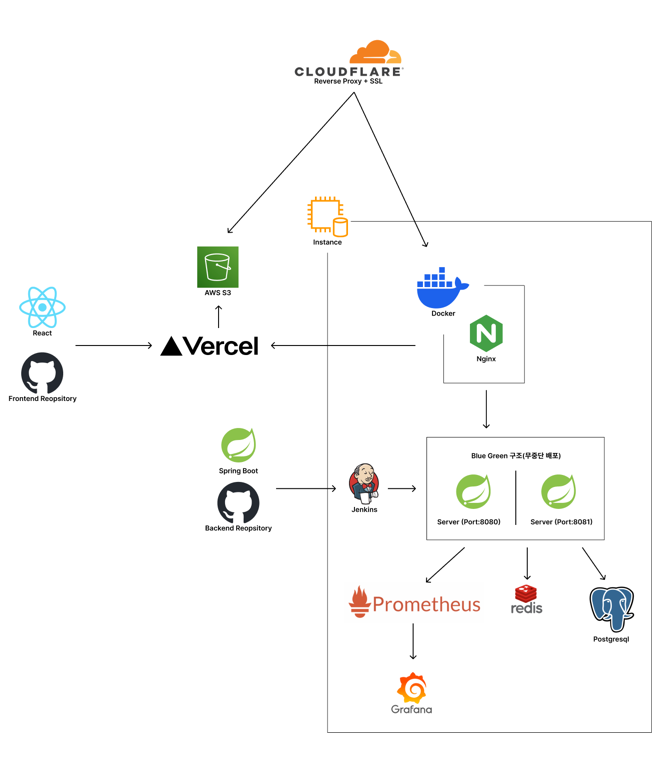 CLOUDFLARE
Reverse Proxy + SSL
Instance
AWS S3
Docker
React
Nginx
Vercel
Frontend Reopsitory
Blue Green 구조(무중단 배포)
Spring Boot
Jenkins
Server (Port:8080)
Server (Port:8081)
Backend Reopsitory
Prometheus
redis
Postgresql
Grafana